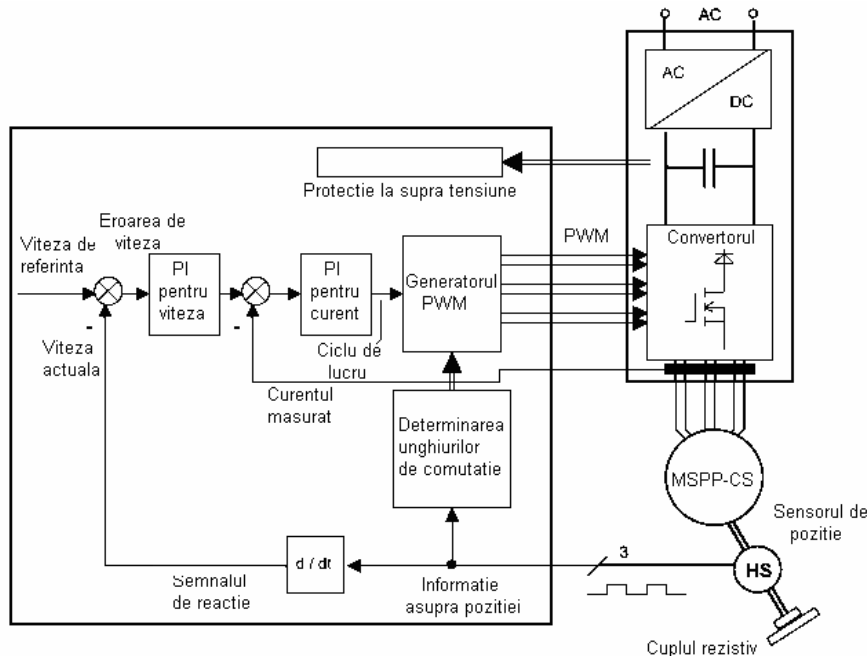 AC
AC
DC
Protectie la supra tensiune
Eroarea de
viteza
Viteza de
referinta
PI
pentru
viteza
PI
pentru
curent
Generatorul
PWM
PWM
Convertorul
-
-
Viteza
actuala
Ciclu de
lucru
Curentul
masurat
Determinarea
unghiurilor
de comutatie
MSPP-CS
Sensorul de
pozitie
d / dt
3
HS
Semnalul
de reactie
Informatie
asupra pozitiei
Cuplul rezistiv